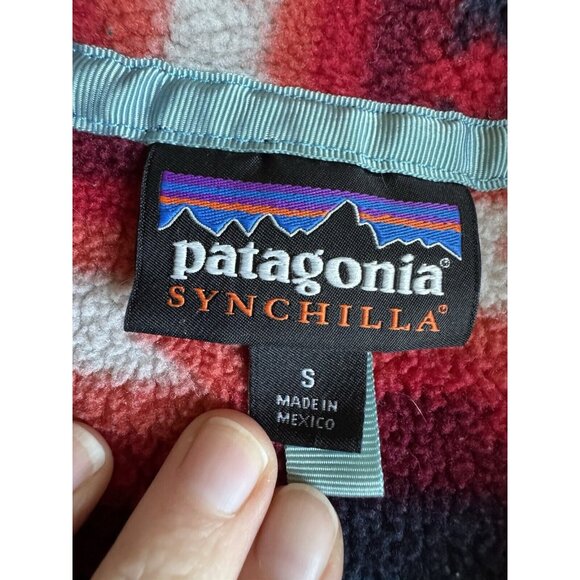 patagonia®
SYNCHILLA®
S
MADE IN
MEXICO